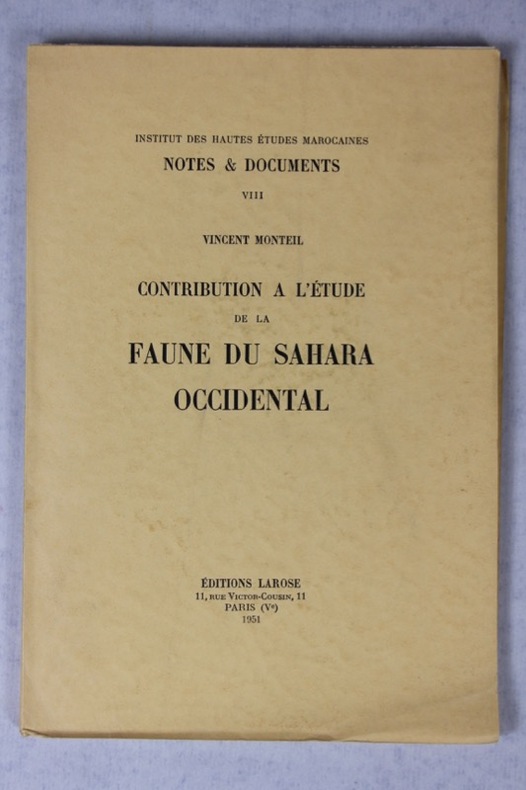 INSTITUT DES HAUTES ÉTUDES MAROCAINES
NOTES & DOCUMENTS
VIII
VINCENT MONTEIL
CONTRIBUTION A L'ÉTUDE
DE LA
FAUNE DU SAHARA
OCCIDENTAL
ÉDITIONS LAROSE
11, RUE VICTOR-COUSIN, 11
PARIS (Vᵉ)
1951